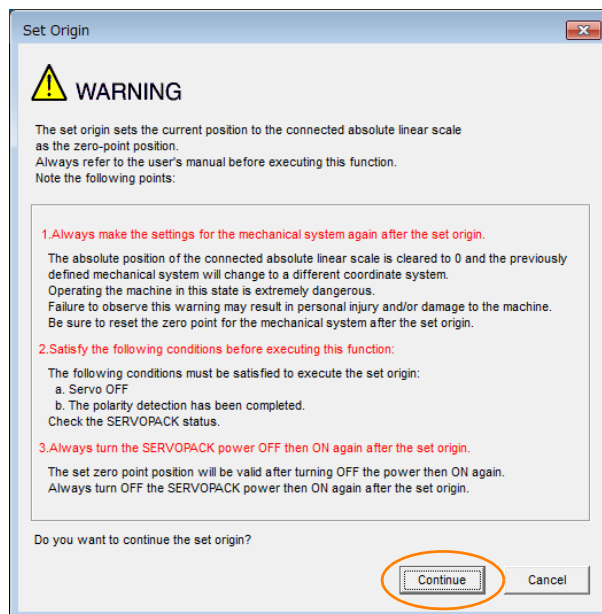 Set Origin
WARNING
The set origin sets the current position to the connected absolute linear scale
as the zero-point position.
Always refer to the user's manual before executing this function.
Note the following points:
1.Always make the settings for the mechanical system again after the set origin.
The absolute position of the connected absolute linear scale is cleared to 0 and the previously
defined mechanical system will change to a different coordinate system.
Operating the machine in this state is extremely dangerous.
Failure to observe this warning may result in personal injury and/or damage to the machine.
Be sure to reset the zero point for the mechanical system after the set origin.
2.Satisfy the following conditions before executing this function:
The following conditions must be satisfied to execute the set origin:
a. Servo OFF
b. The polarity detection has been completed.
Check the SERVOPACK status.
3.Always turn the SERVOPACK power OFF then ON again after the set origin.
The set zero point position will be valid after turning OFF the power then ON again.
Always turn OFF the SERVOPACK power then ON again after the set origin.
Do you want to continue the set origin?
Continue Cancel